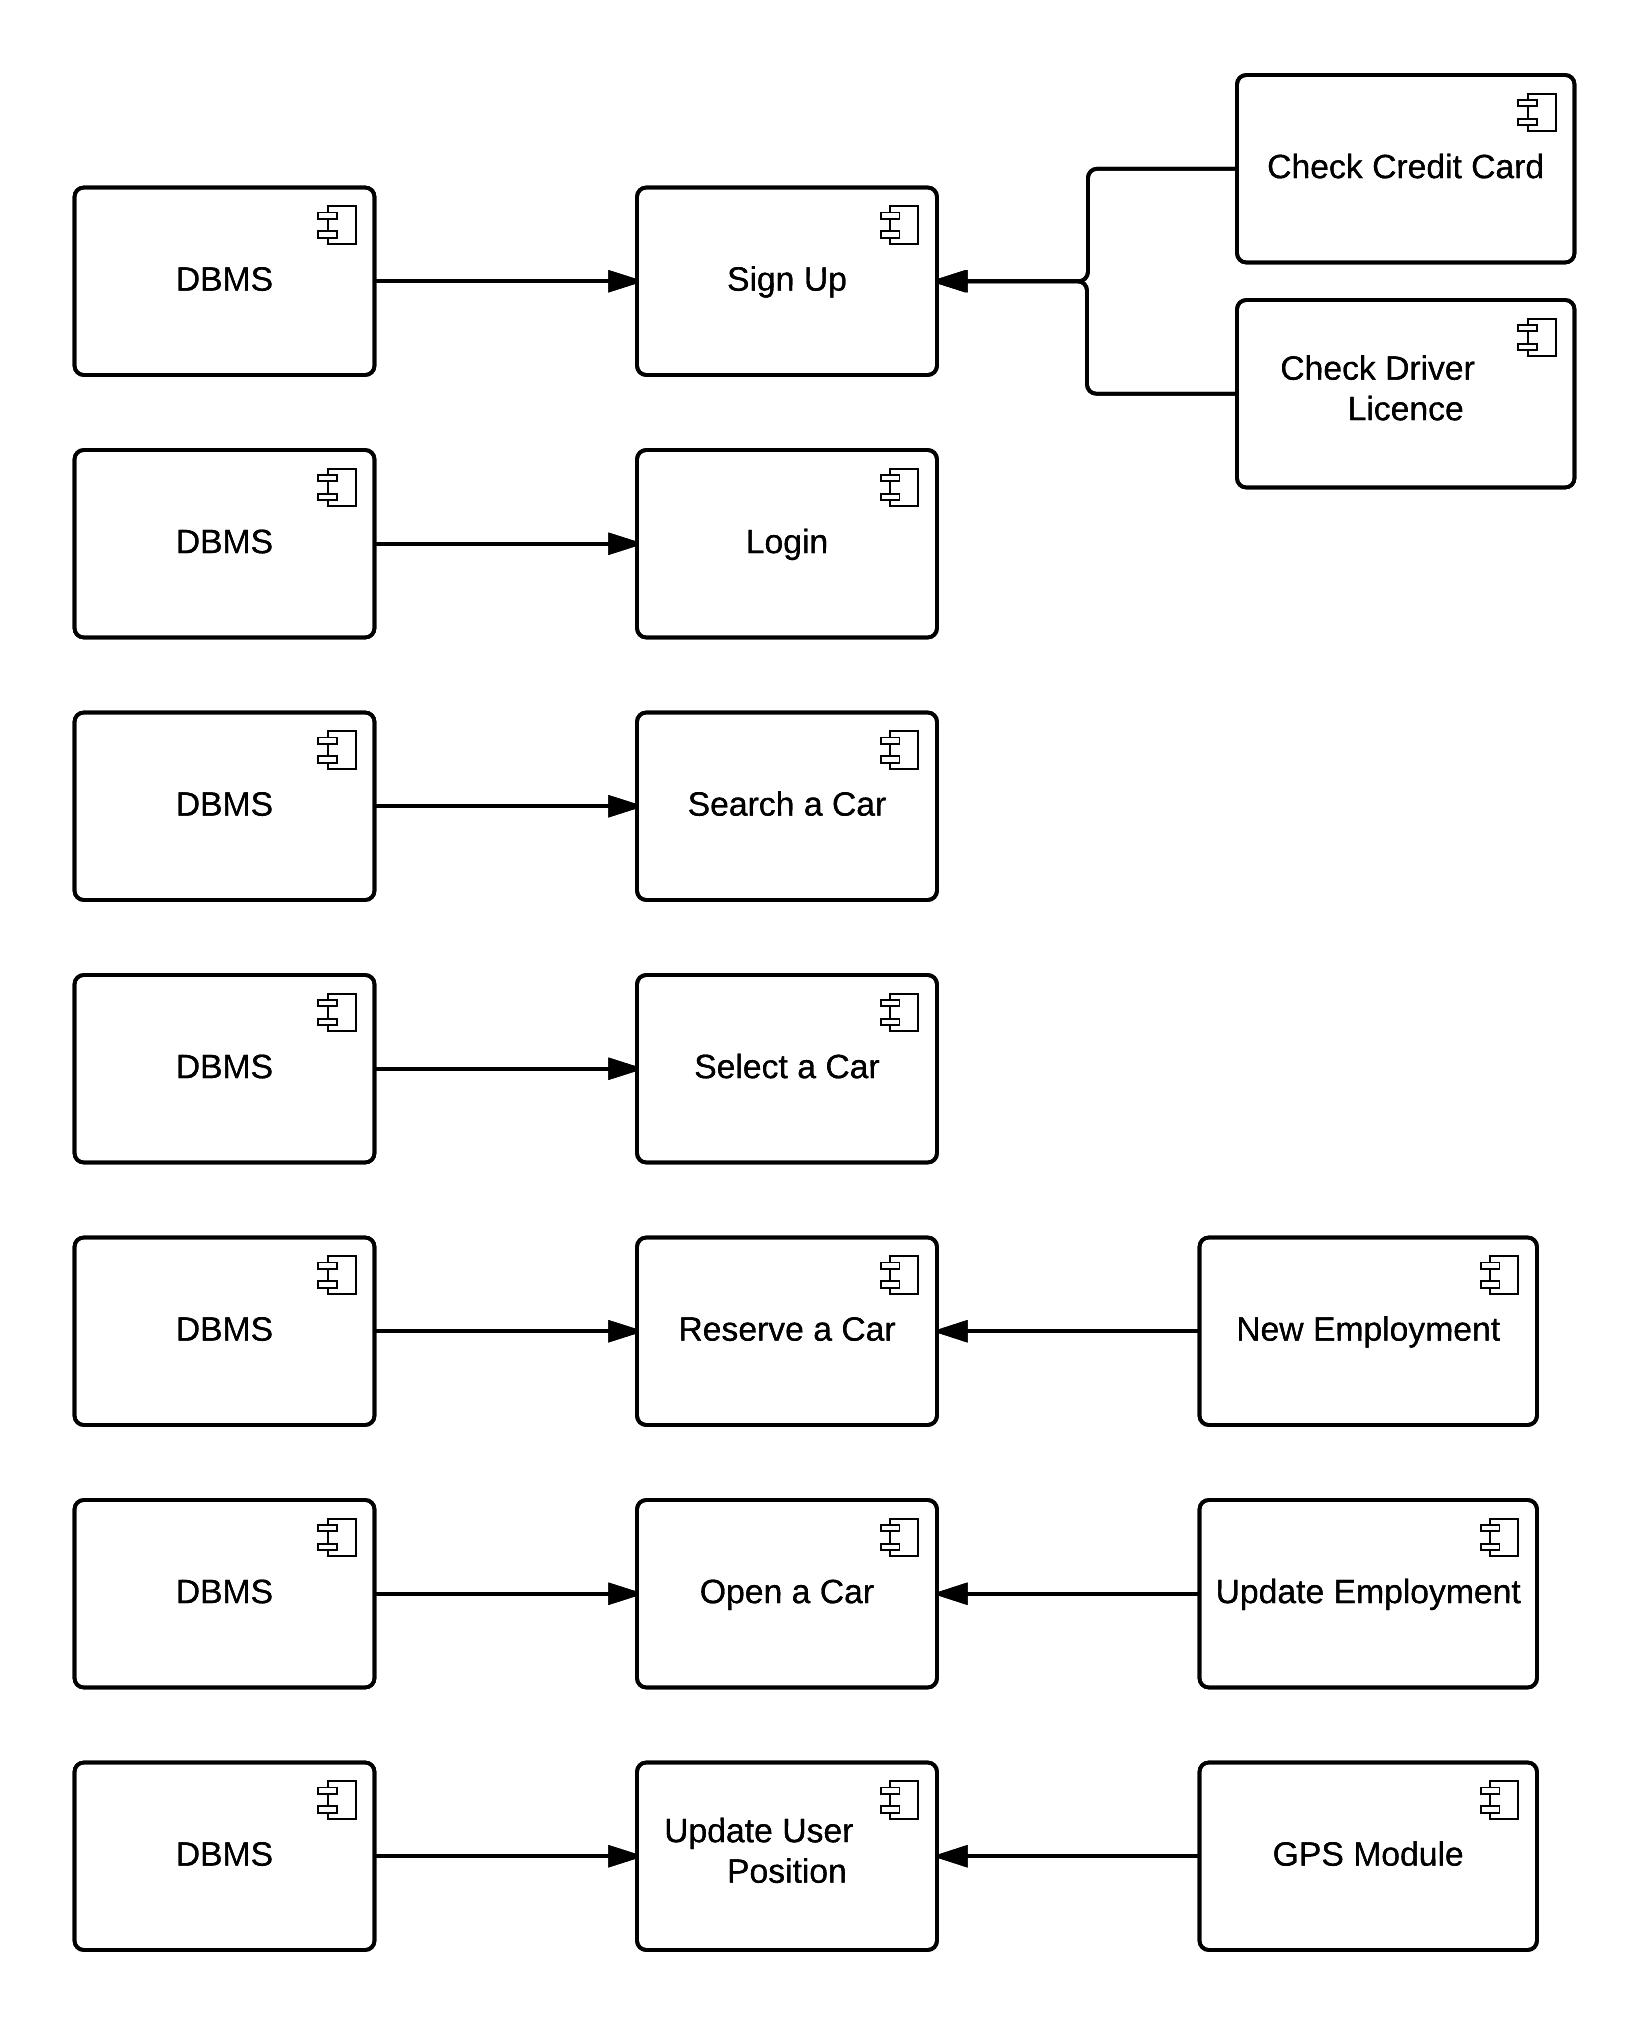 Check Credit Card
DBMS
Sign Up
Check Driver
Licence
DBMS
Login
DBMS
Search a Car
DBMS
Select a Car
DBMS
Reserve a Car
New Employment
DBMS
Open a Car
Update Employment
DBMS
Update User
Position
GPS Module